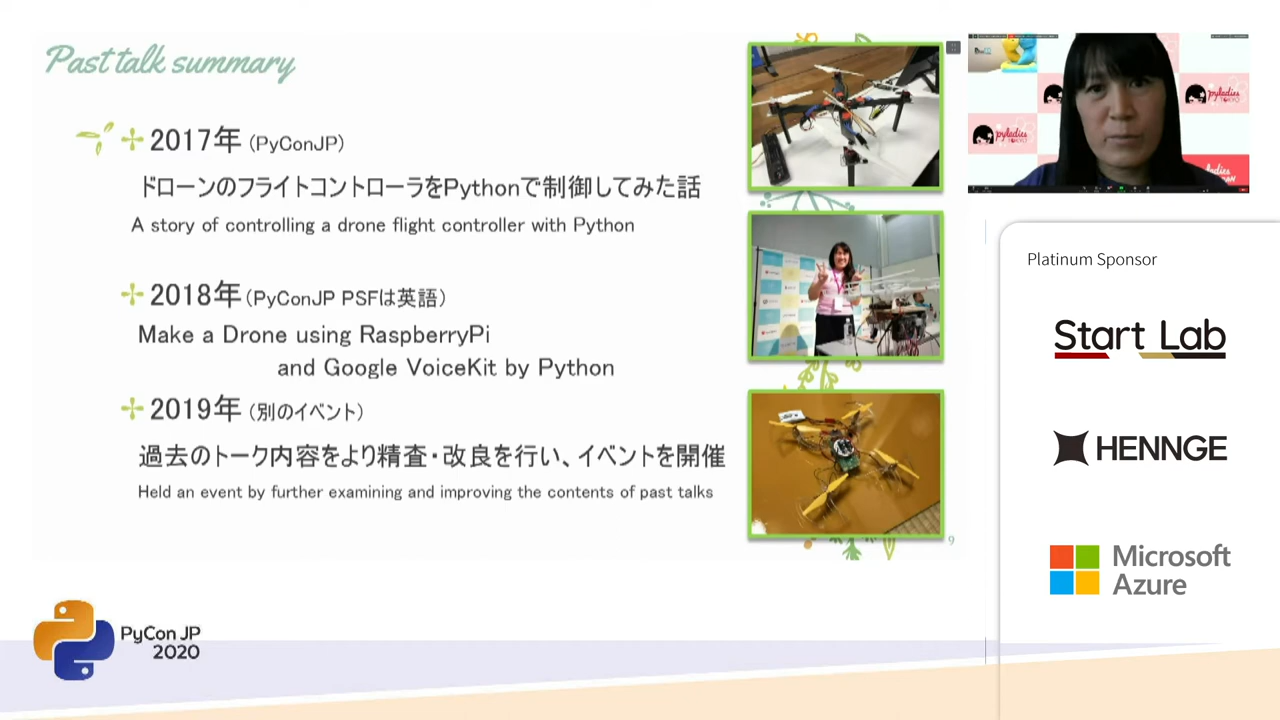 Past talk summary
2017年 (PyConJP)
ドローンのフライトコントローラをPythonで制御してみた話
A story of controlling a drone flight controller with Python
2018年 (PyConJP PSFは英語)
Make a Drone using RaspberryPi
and Google VoiceKit by Python
2019年 (別のイベント)
過去のトーク内容をより精査・改良を行い、イベントを開催
Held an event by further examining and improving the contents of past talks
9
pyladies
TOKYO
pyladies
TOKYO
Platinum Sponsor
Start Lab
HENNGE
Microsoft
Azure
PyCon JP
2020